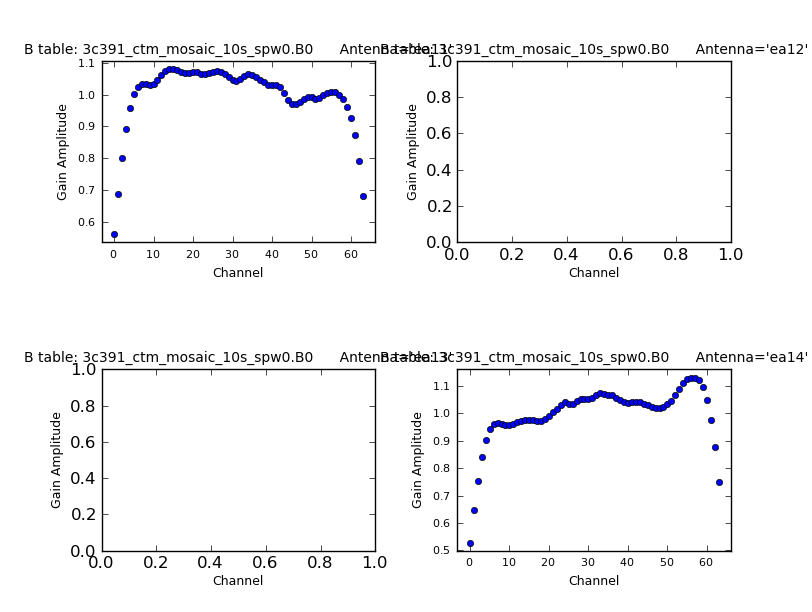 B table: 3c391_ctm_mosaic_10s_spw0.B0 Antenna='ea11'
B table: 3c391_ctm_mosaic_10s_spw0.B0 Antenna='ea12'
1.1
1.0
0.9
0.8
0.7
0.6
Gain Amplitude
0 10 20 30 40 50 60
Channel
1.0
0.8
0.6
0.4
0.2
0.0
Gain Amplitude
0.0 0.2 0.4 0.6 0.8 1.0
Channel
B table: 3c391_ctm_mosaic_10s_spw0.B0 Antenna='ea13'
B table: 3c391_ctm_mosaic_10s_spw0.B0 Antenna='ea14'
1.0
0.8
0.6
0.4
0.2
0.0
Gain Amplitude
0.0 0.2 0.4 0.6 0.8 1.0
Channel
1.1
1.0
0.9
0.8
0.7
0.6
0.5
Gain Amplitude
0 10 20 30 40 50 60
Channel